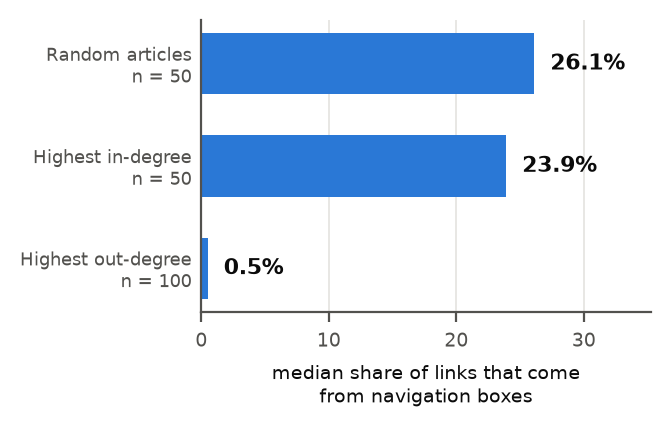 Random articles
n = 50
26.1%
Highest in-degree
n = 50
23.9%
Highest out-degree
n = 100
0.5%
0 10 20 30
median share of links that come
from navigation boxes